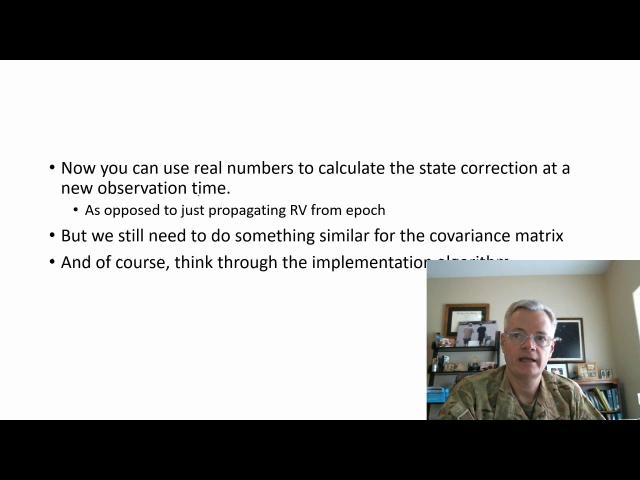 • Now you can use real numbers to calculate the state correction at a
new observation time.
• As opposed to just propagating RV from epoch
• But we still need to do something similar for the covariance matrix
• And of course, think through the implementation